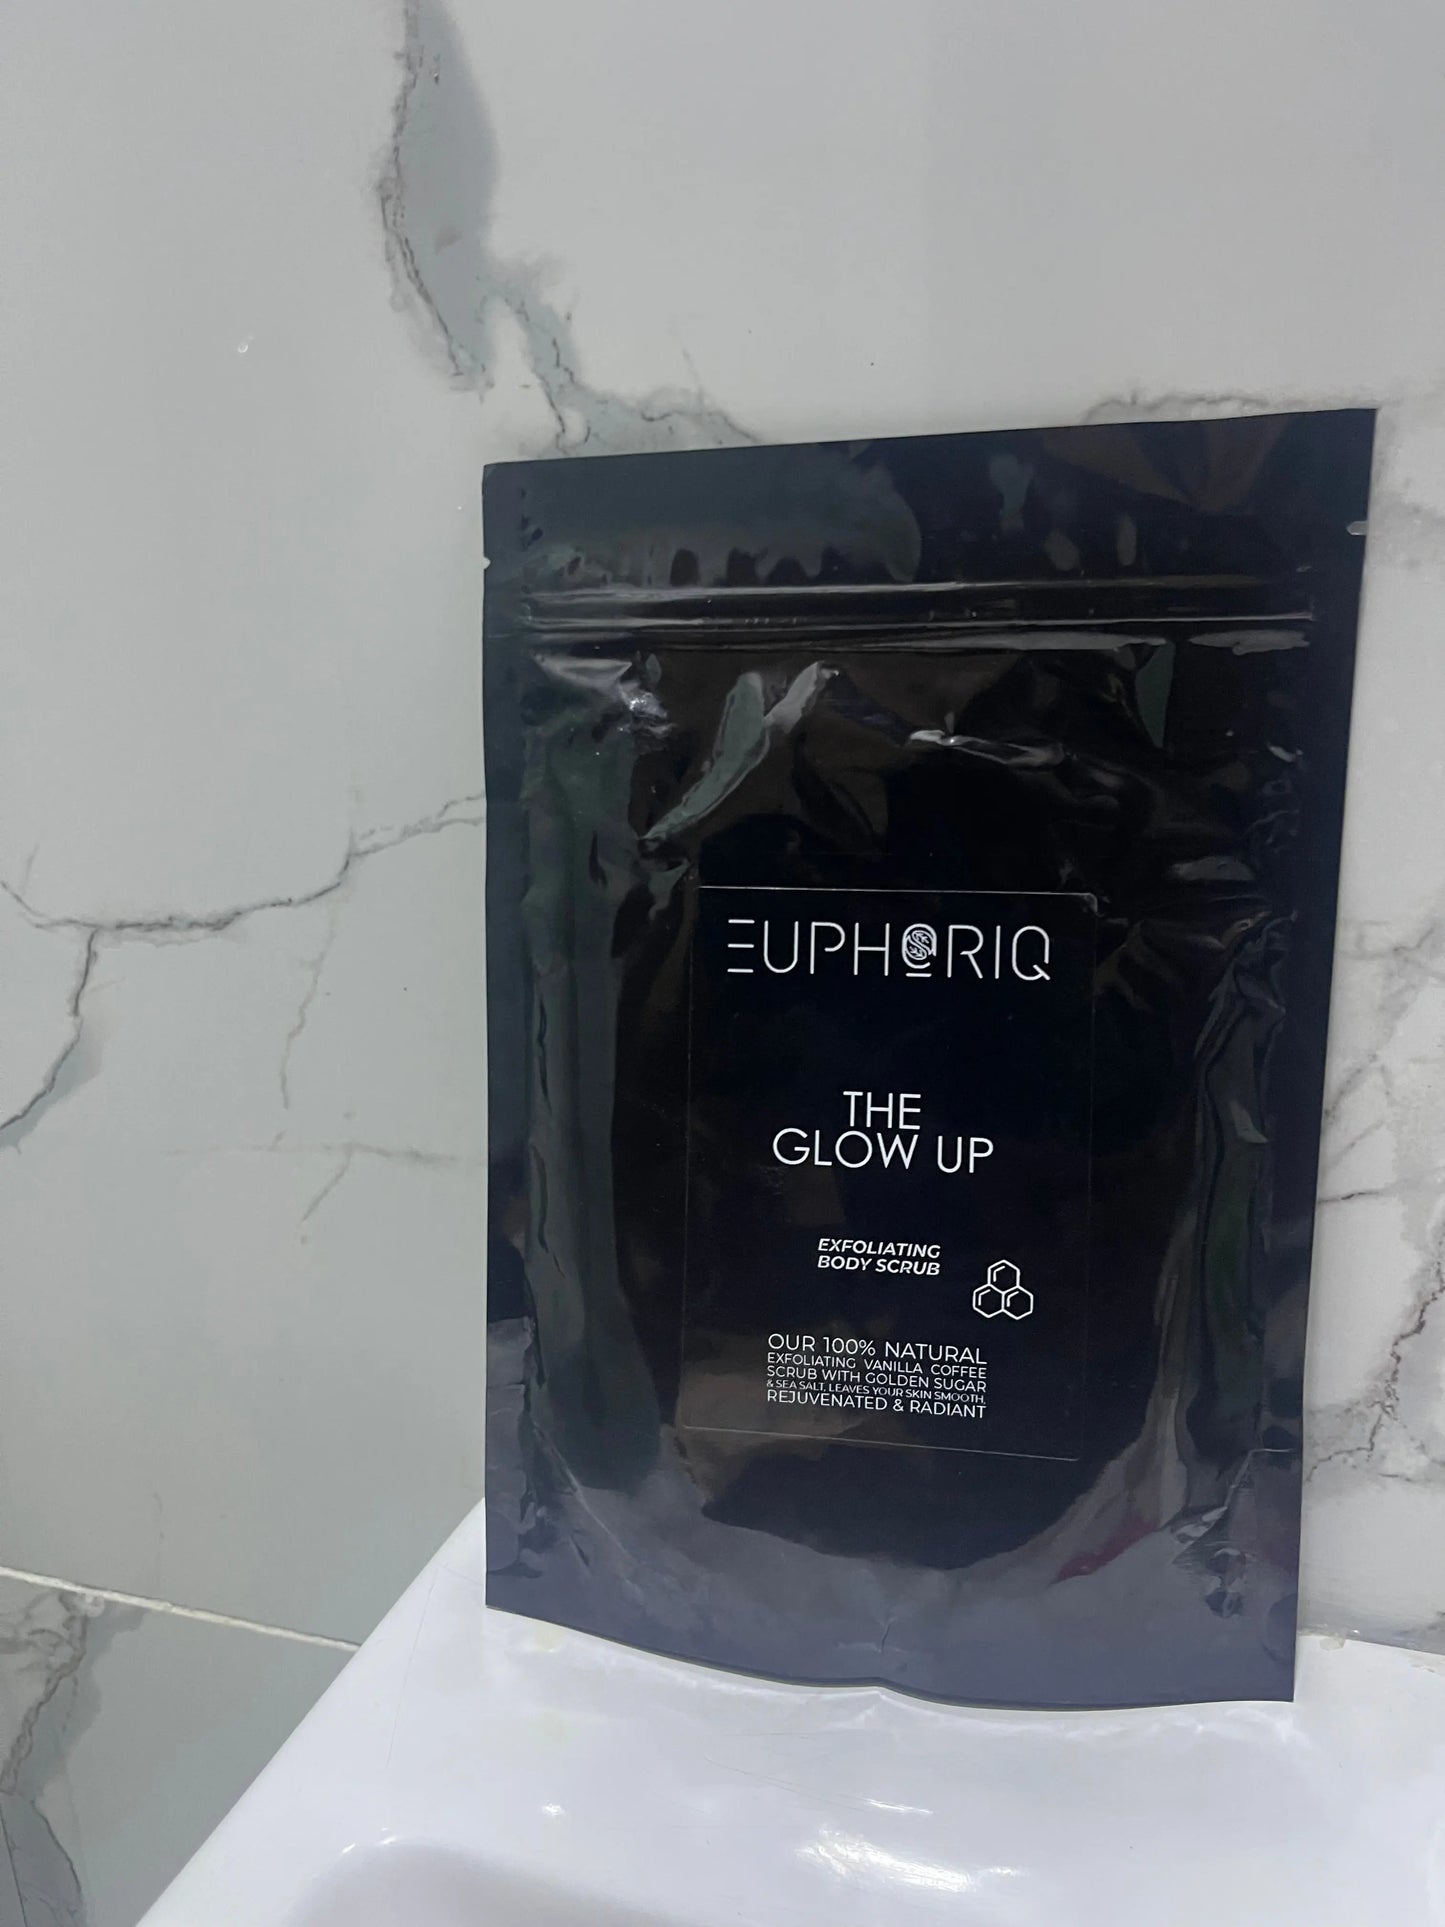 EUPHORIQ
THE
GLOW UP
EXFOLIATING
BODY SCRUB
OUR 100% NATURAL
EXFOLIATING VANILLA COFFEE
SCRUB WITH GOLDEN SUGAR
& SEA SALT, LEAVES YOUR SKIN SMOOTH,
REJUVENATED & RADIANT